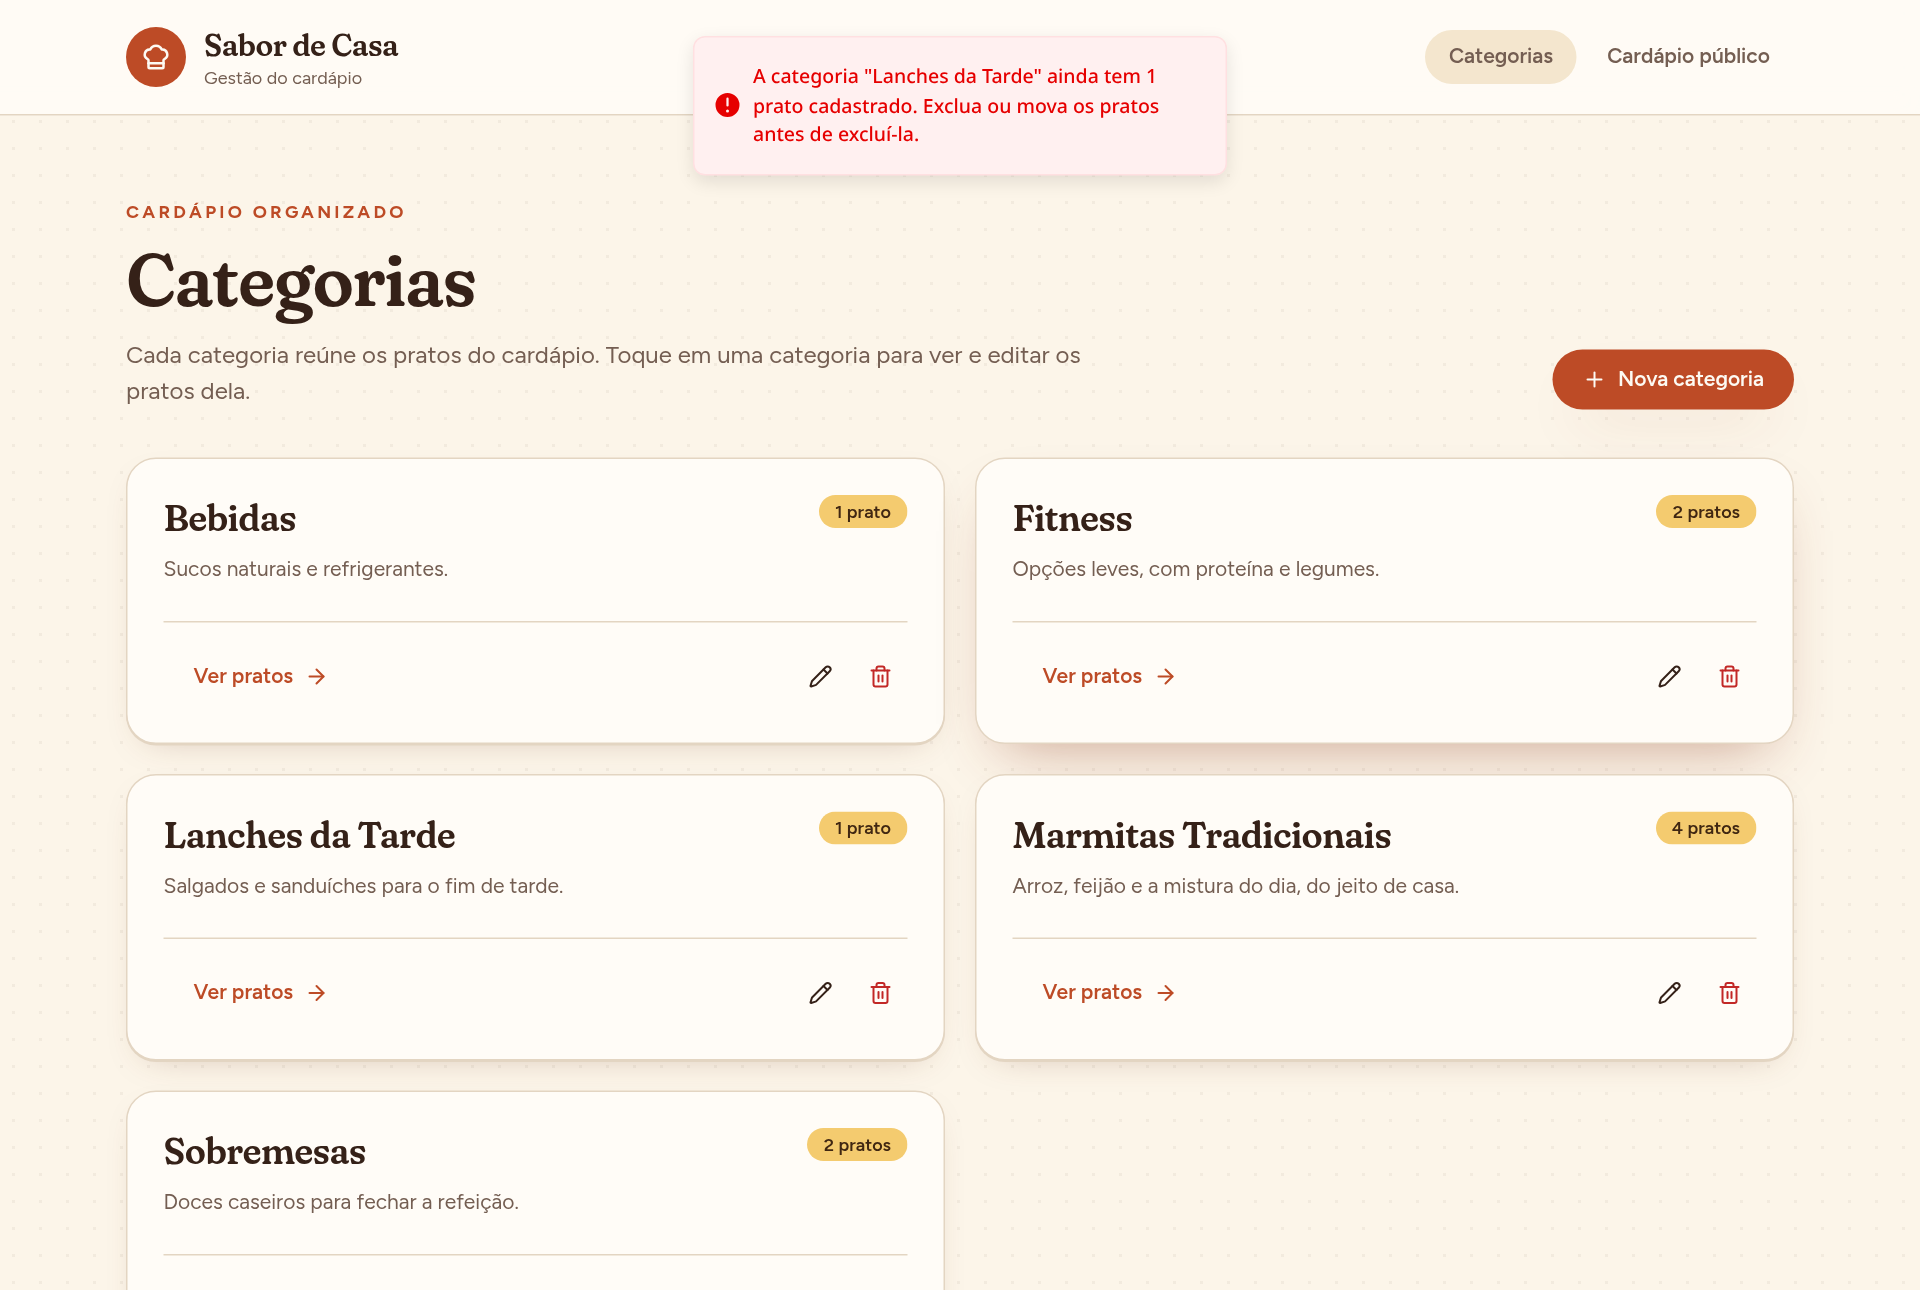 Sabor de Casa
Gestão do cardápio
A categoria "Lanches da Tarde" ainda tem 1
prato cadastrado. Exclua ou mova os pratos
antes de excluí-la.
Categorias
Cardápio público
CARDÁPIO ORGANIZADO
Categorias
Cada categoria reúne os pratos do cardápio. Toque em uma categoria para ver e editar os
pratos dela.
Nova categoria
Bebidas
1 prato
Sucos naturais e refrigerantes.
Ver pratos
Fitness
2 pratos
Opções leves, com proteína e legumes.
Ver pratos
Lanches da Tarde
1 prato
Salgados e sanduíches para o fim de tarde.
Ver pratos
Marmitas Tradicionais
4 pratos
Arroz, feijão e a mistura do dia, do jeito de casa.
Ver pratos
Sobremesas
2 pratos
Doces caseiros para fechar a refeição.